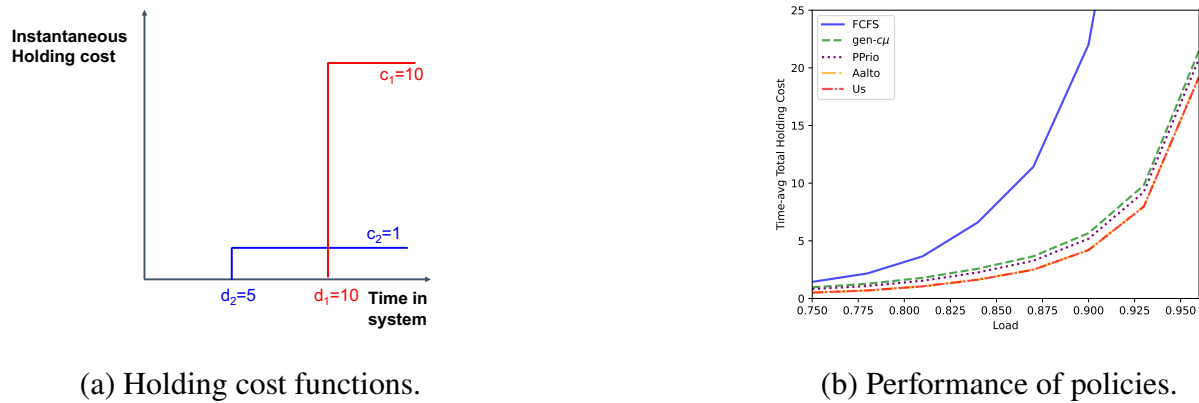 Instantaneous
Holding cost
c₁=10
c₂=1
d₂=5
d₁=10
Time in
system
(a) Holding cost functions.
25
20
15
10
5
0
Time-avg Total Holding Cost
FCFS
gen-cμ
PPrio
Aalto
Us
0.750 0.775 0.800 0.825 0.850 0.875 0.900 0.925 0.950
Load
(b) Performance of policies.